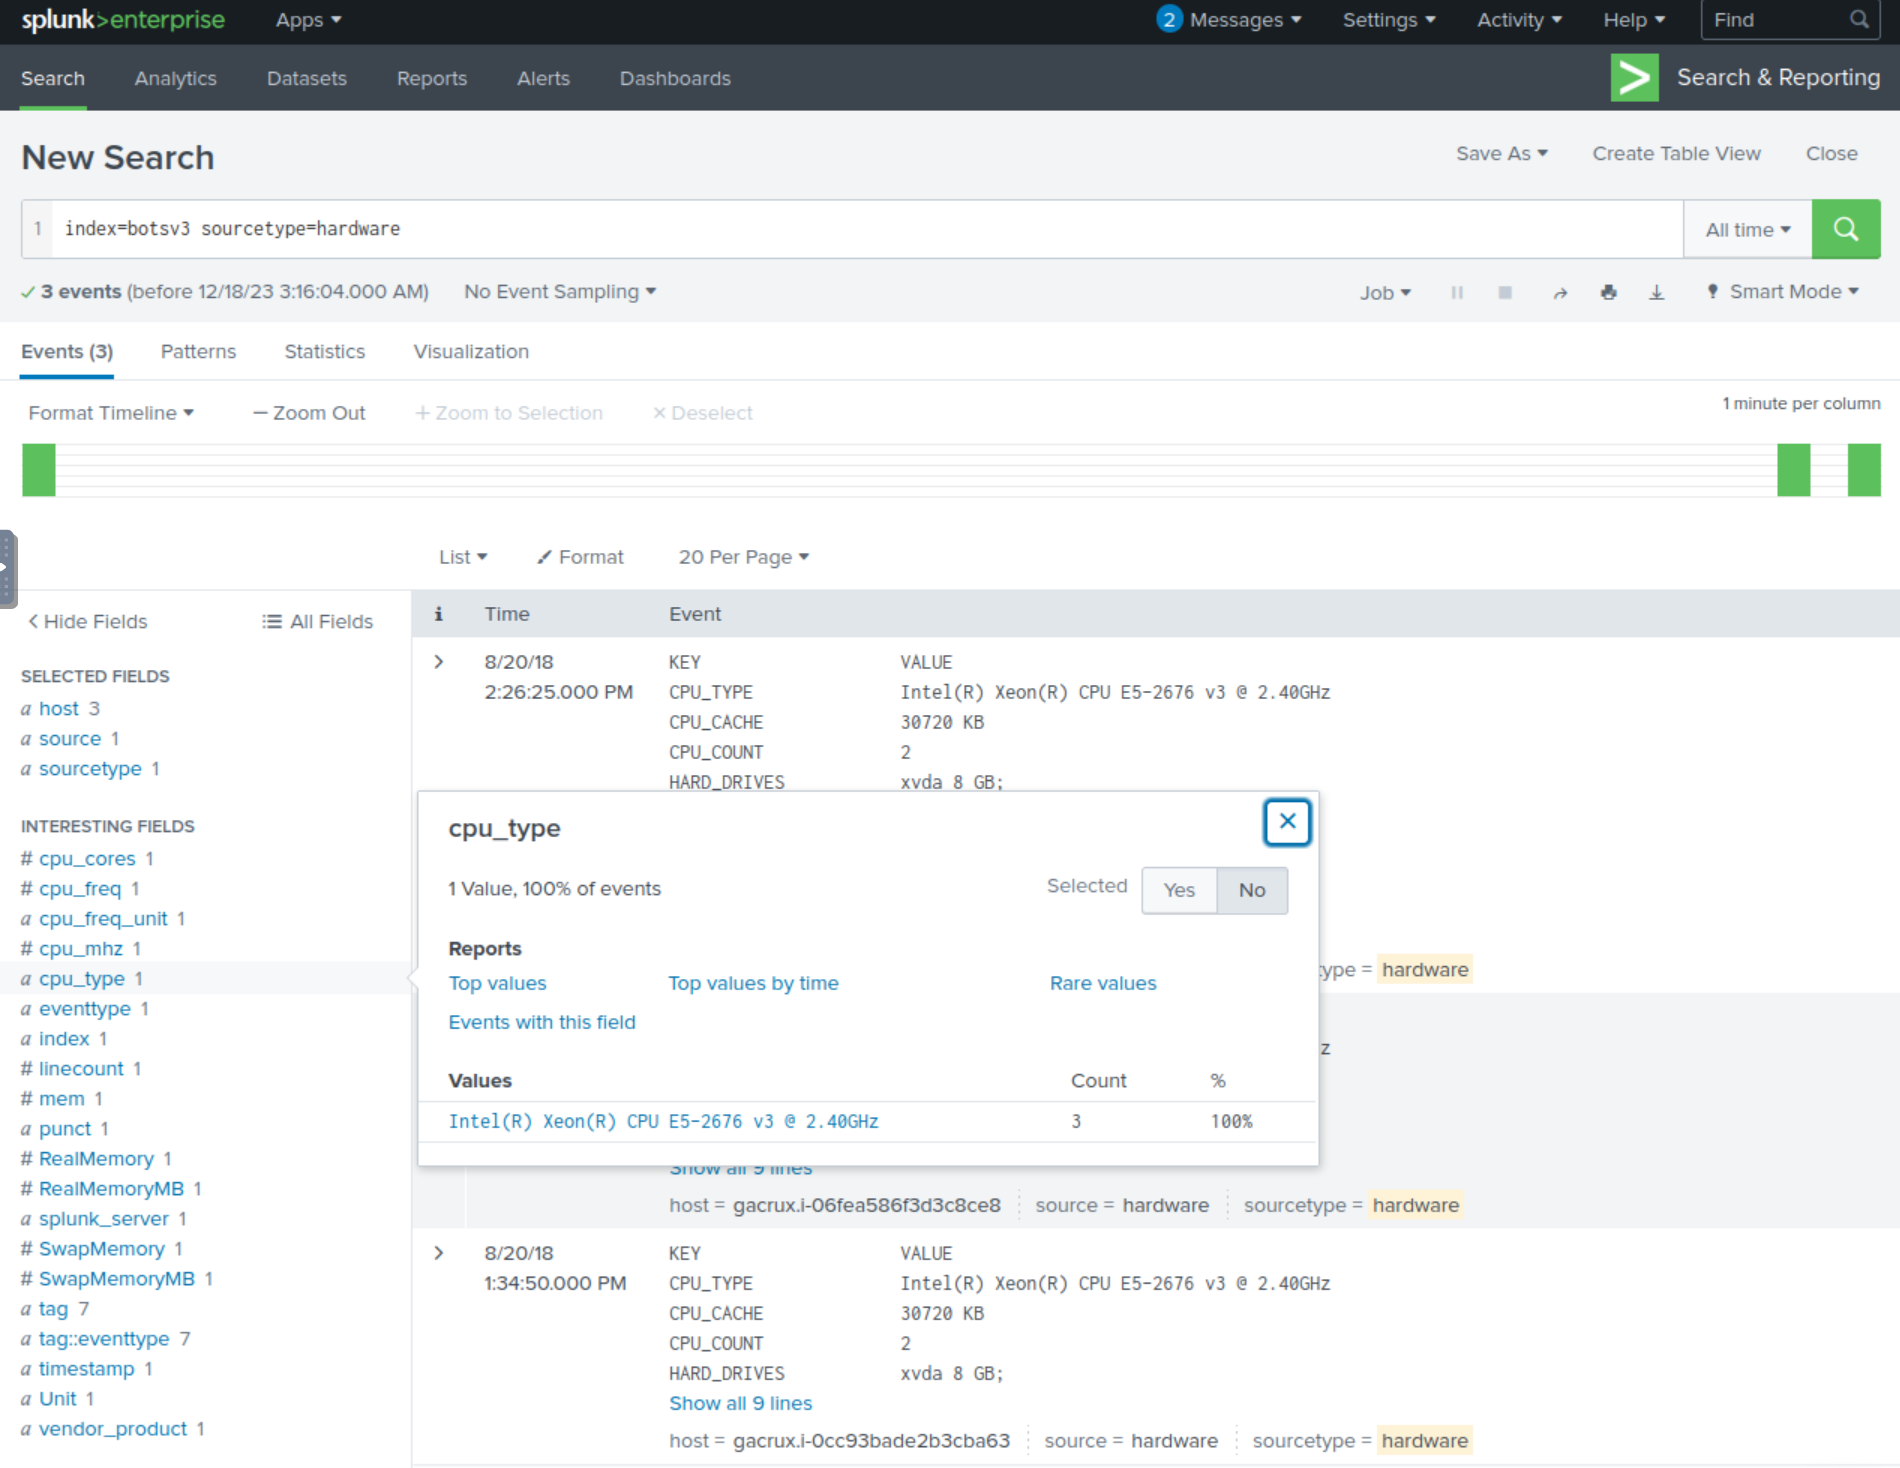 splunk>enterprise Apps 2 Messages Settings Activity Help Find
Search Analytics Datasets Reports Alerts Dashboards > Search & Reporting
New Search Save As Create Table View Close
1 index=botsv3 sourcetype=hardware All time
✓ 3 events (before 12/18/23 3:16:04.000 AM) No Event Sampling Job Smart Mode
Events (3) Patterns Statistics Visualization
Format Timeline — Zoom Out + Zoom to Selection × Deselect 1 minute per column
List Format 20 Per Page
< Hide Fields All Fields
SELECTED FIELDS
a host 3
a source 1
a sourcetype 1
INTERESTING FIELDS
# cpu_cores 1
# cpu_freq 1
a cpu_freq_unit 1
# cpu_mhz 1
a cpu_type 1
a eventtype 1
a index 1
# linecount 1
# mem 1
a punct 1
# RealMemory 1
# RealMemoryMB 1
a splunk_server 1
# SwapMemory 1
# SwapMemoryMB 1
a tag 7
a tag::eventtype 7
a timestamp 1
a Unit 1
a vendor_product 1
i Time Event
> 8/20/18 KEY VALUE
2:26:25.000 PM CPU_TYPE Intel(R) Xeon(R) CPU E5-2676 v3 @ 2.40GHz
CPU_CACHE 30720 KB
CPU_COUNT 2
HARD_DRIVES xvda 8 GB;
cpu_type ×
1 Value, 100% of events Selected Yes No
Reports
Top values Top values by time Rare values
Events with this field
Values Count %
Intel(R) Xeon(R) CPU E5-2676 v3 @ 2.40GHz 3 100%
type = hardware
z
Show all 9 lines
host = gacrux.i-06fea586f3d3c8ce8 source = hardware sourcetype = hardware
> 8/20/18 KEY VALUE
1:34:50.000 PM CPU_TYPE Intel(R) Xeon(R) CPU E5-2676 v3 @ 2.40GHz
CPU_CACHE 30720 KB
CPU_COUNT 2
HARD_DRIVES xvda 8 GB;
Show all 9 lines
host = gacrux.i-0cc93bade2b3cba63 source = hardware sourcetype = hardware